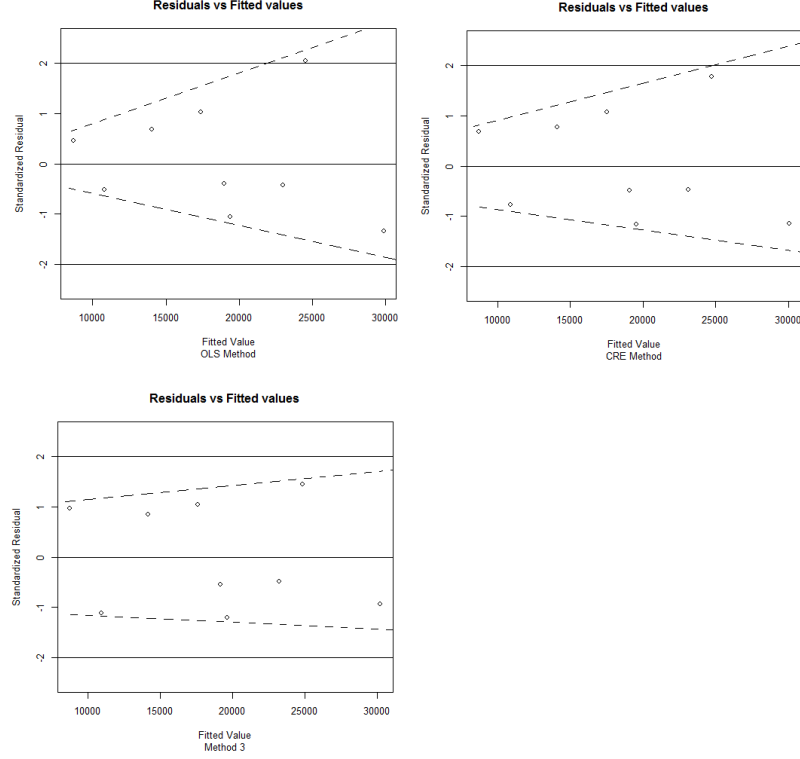 Residuals vs Fitted values
Standardized Residual
2
1
0
-1
-2
10000 15000 20000 25000 30000
Fitted Value
OLS Method
Residuals vs Fitted values
Standardized Residual
2
1
0
-1
-2
10000 15000 20000 25000 30000
Fitted Value
CRE Method
Residuals vs Fitted values
Standardized Residual
2
1
0
-1
-2
10000 15000 20000 25000 30000
Fitted Value
Method 3